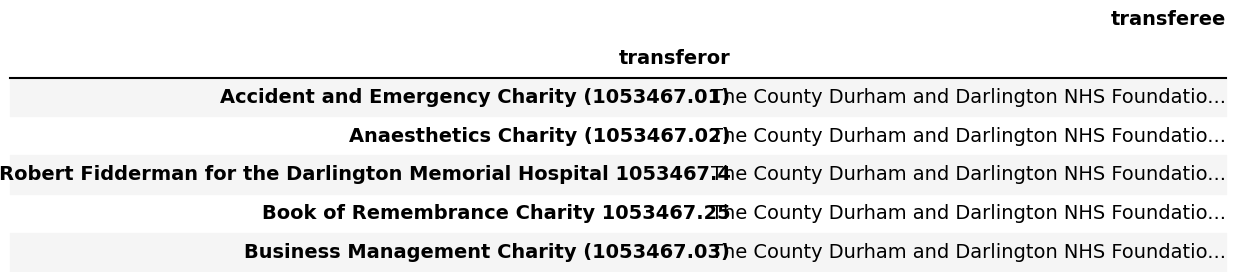 transferee
transferor
Accident and Emergency Charity (1053467.01) The County Durham and Darlington NHS Foundatio...
Anaesthetics Charity (1053467.02) The County Durham and Darlington NHS Foundatio...
Robert Fidderman for the Darlington Memorial Hospital 1053467.4 The County Durham and Darlington NHS Foundatio...
Book of Remembrance Charity 1053467.25 The County Durham and Darlington NHS Foundatio...
Business Management Charity (1053467.03) The County Durham and Darlington NHS Foundatio...